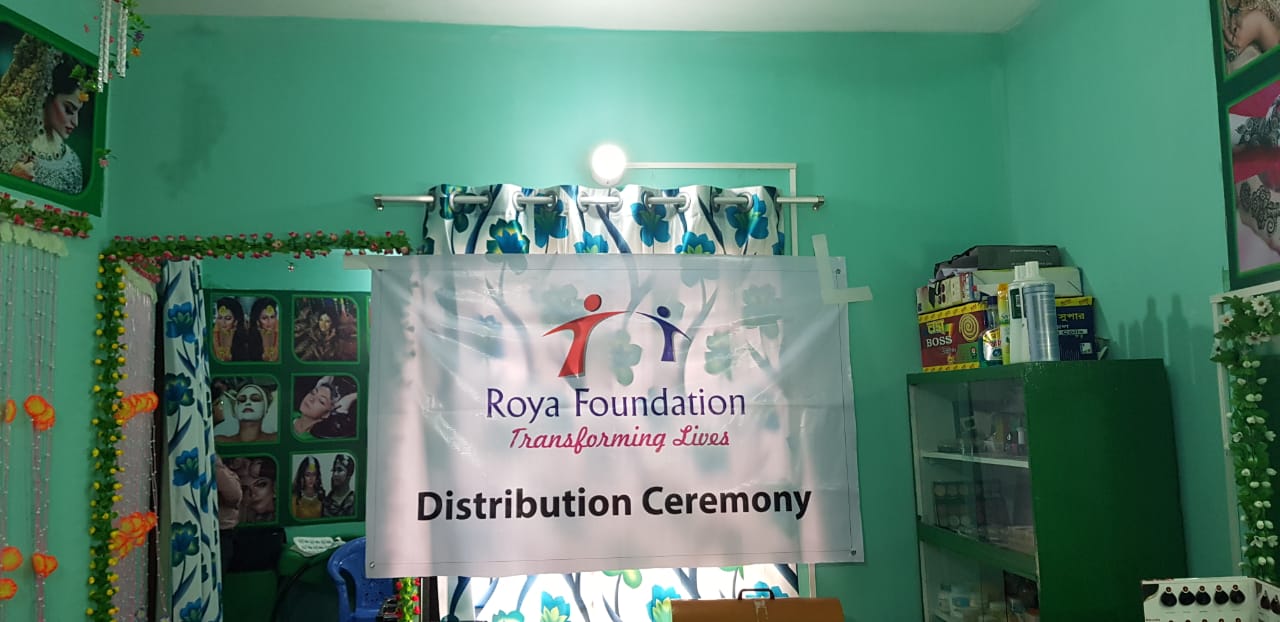 Roya Foundation
Transforming Lives
Distribution Ceremony
BOSS
সুপার